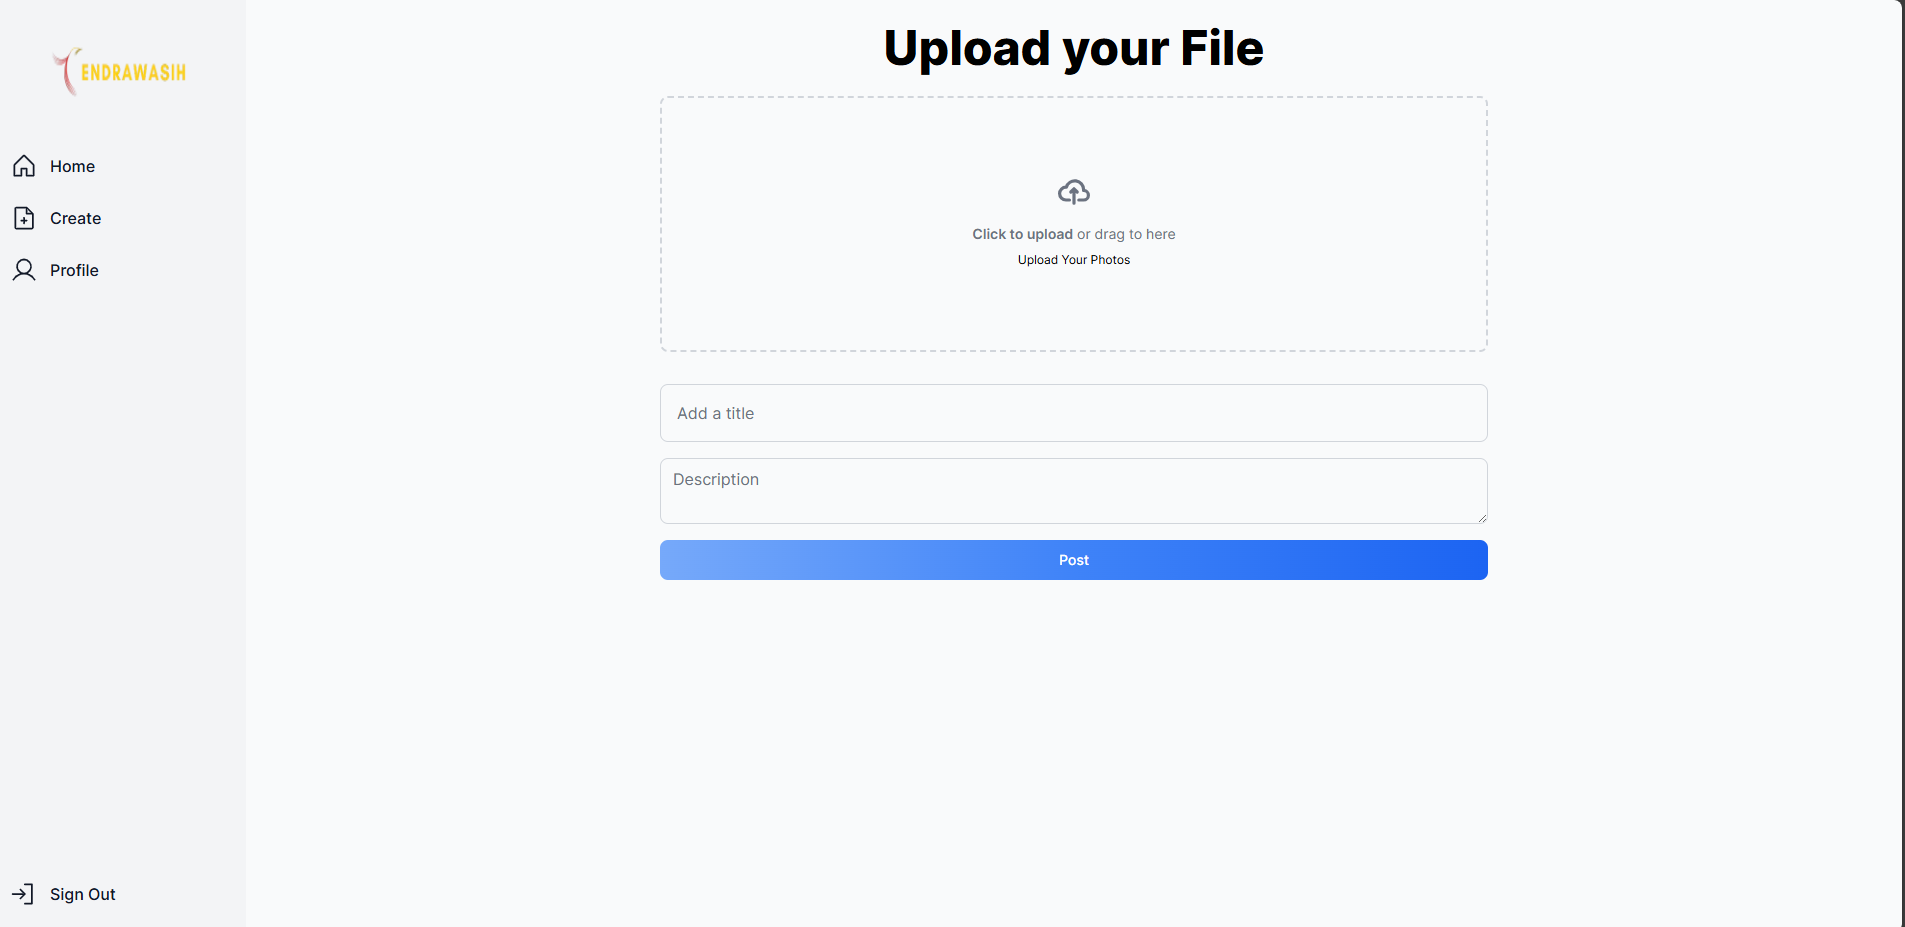 ENDRAWASIH
Home
Create
Profile
Sign Out
Upload your File
Click to upload or drag to here
Upload Your Photos
Add a title
Description
Post